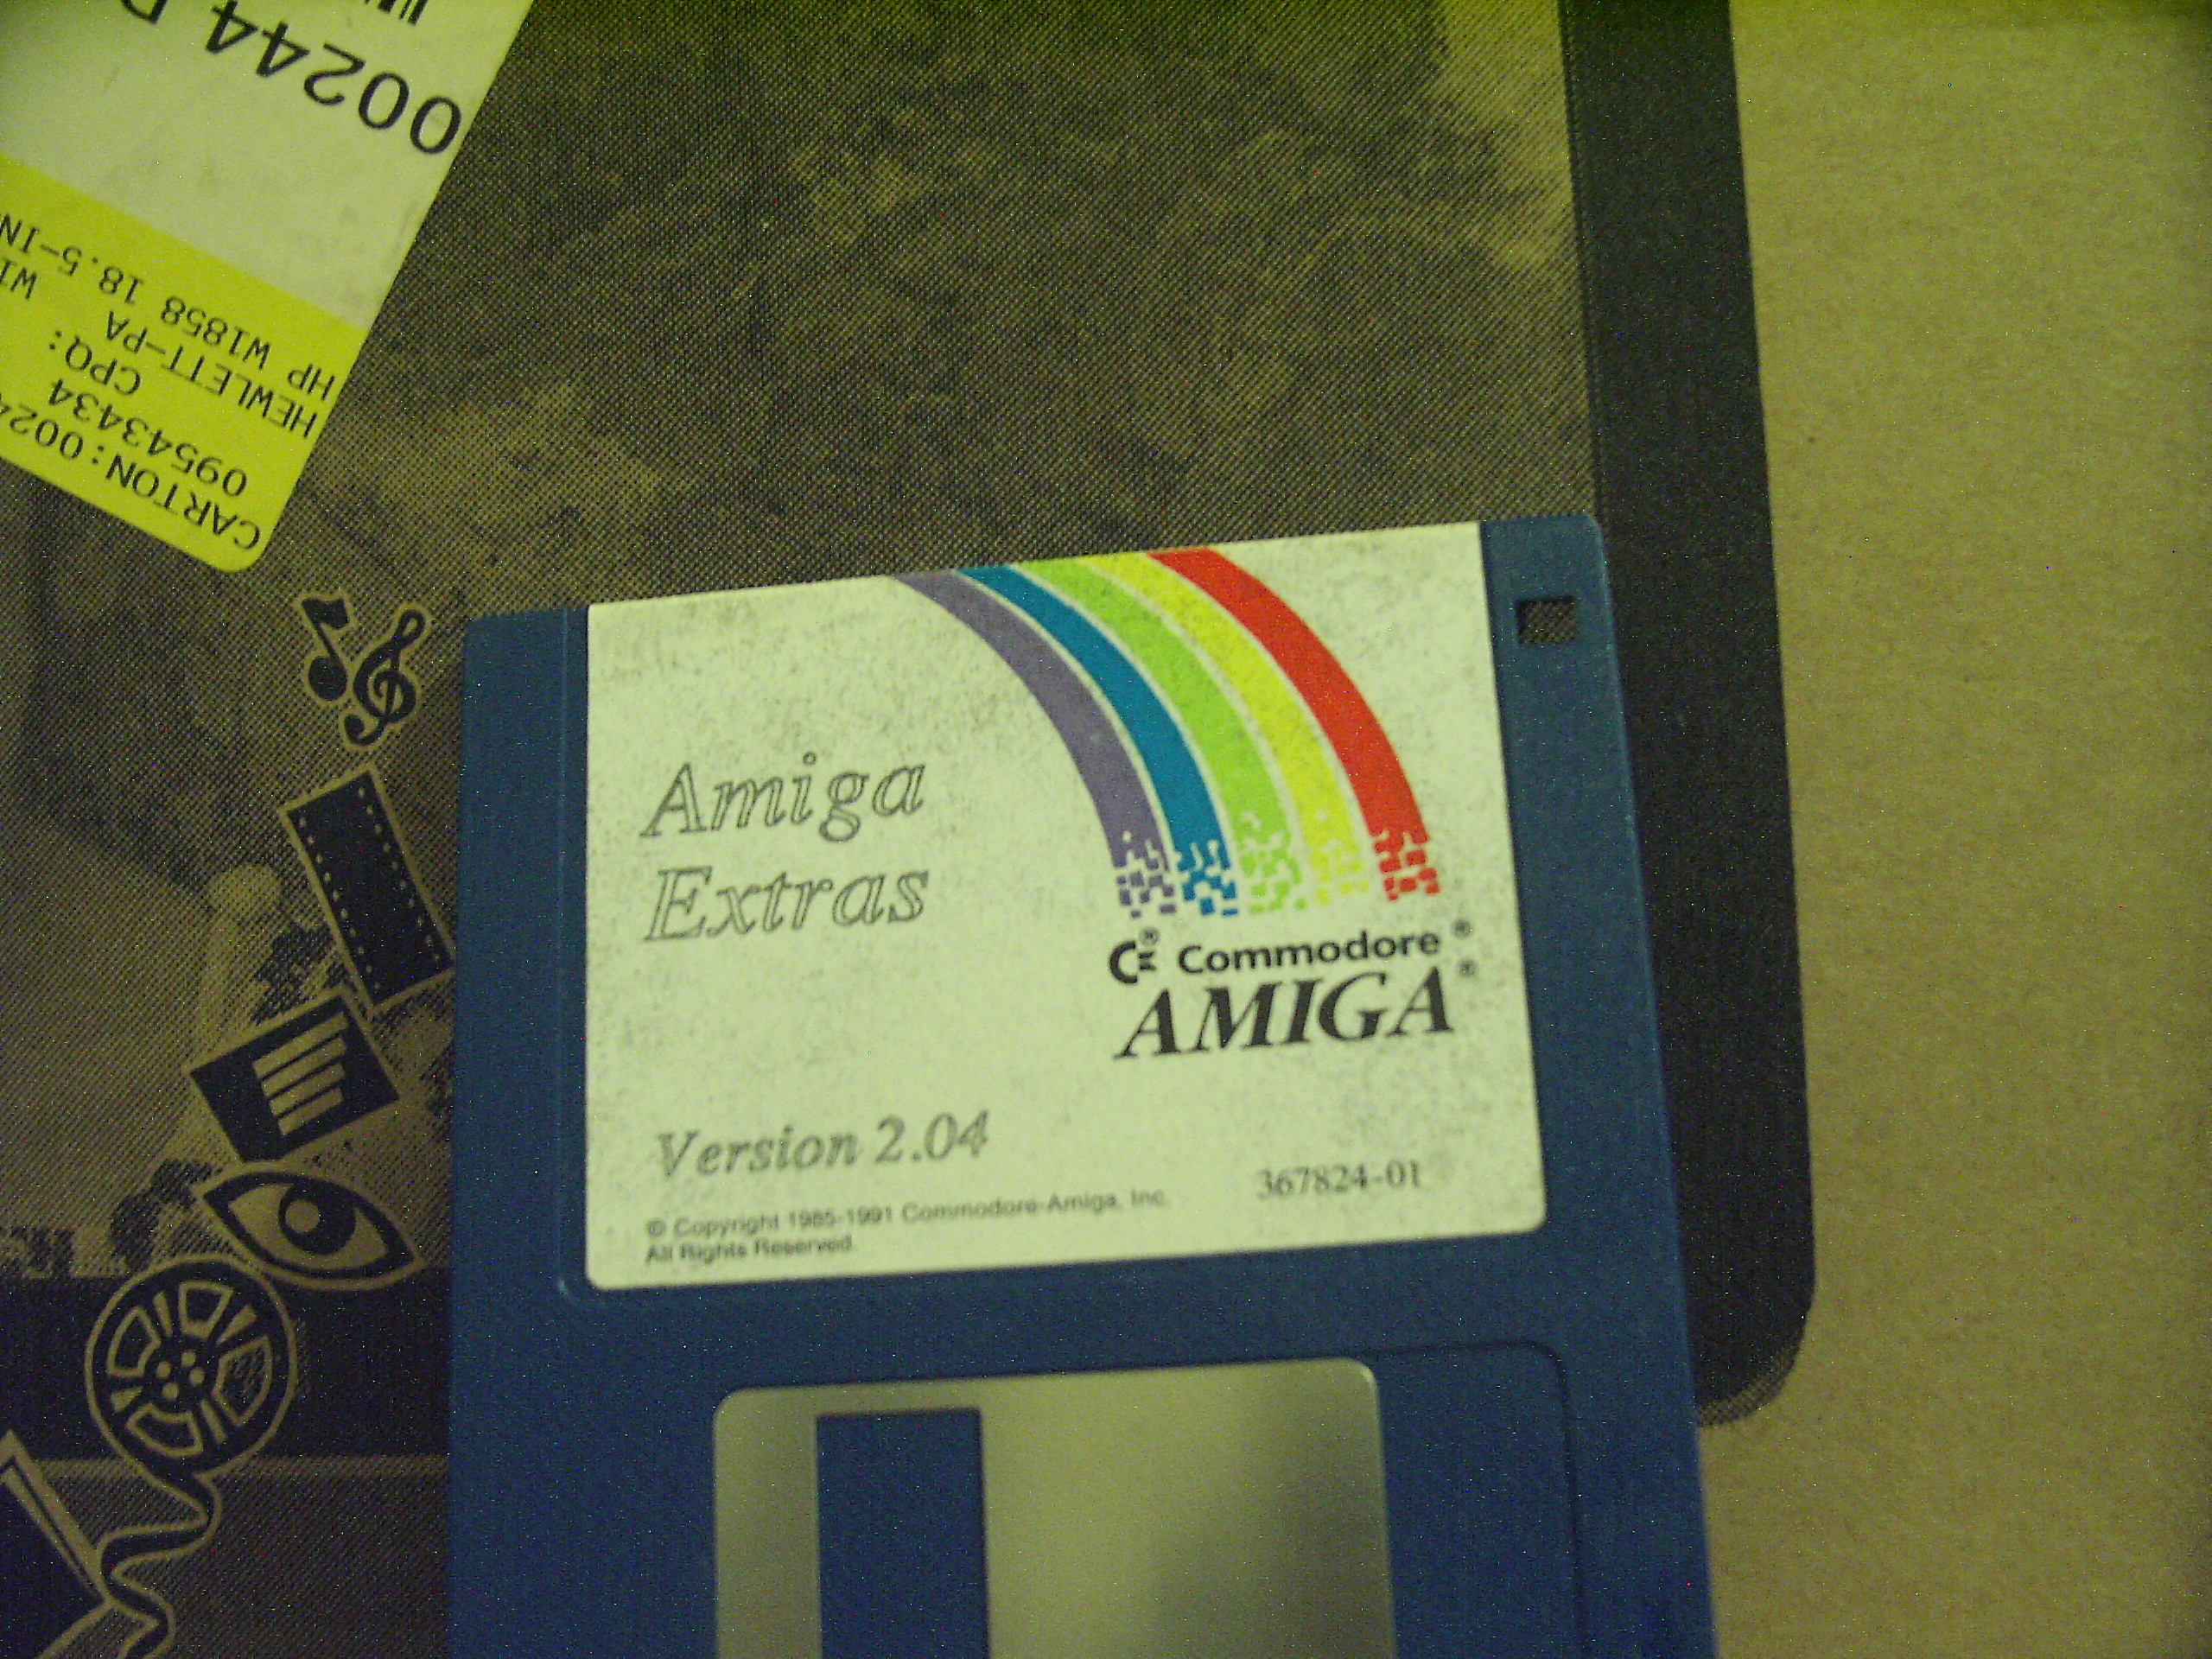 00244
HP W1858 18.5-IN
HEWLETT-PA
CPQ:
09543434
CARTON:0024
Amiga
Extras
C= ® Commodore ®
AMIGA ®
Version 2.04
367824-01
© Copyright 1985-1991 Commodore-Amiga, Inc.
All Rights Reserved.